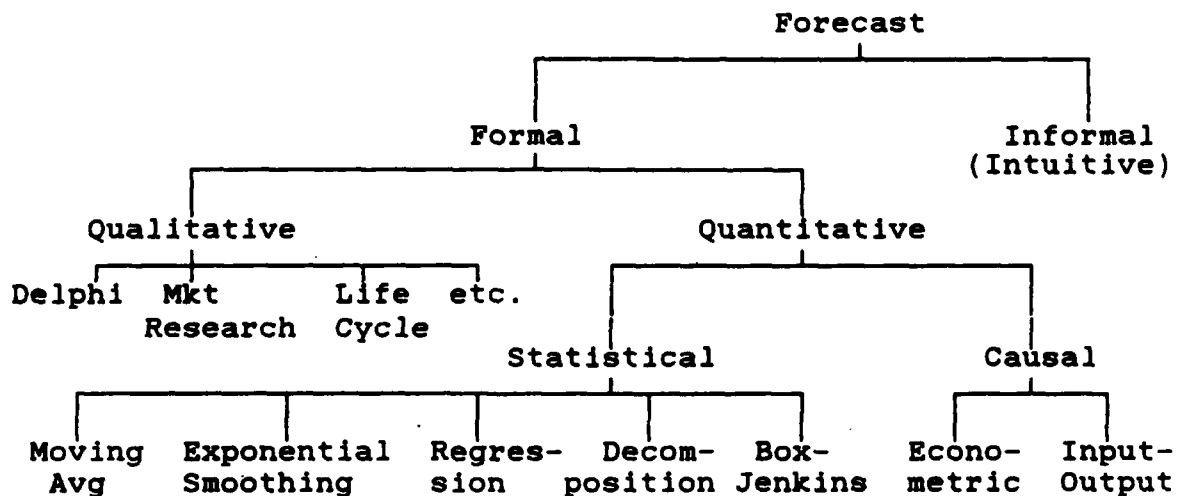 Forecast
Formal Informal
(Intuitive)
Qualitative Quantitative
Delphi Mkt Life etc.
Research Cycle
Statistical Causal
Moving Exponential Regres- Decom- Box- Econo- Input-
Avg Smoothing sion position Jenkins metric Output